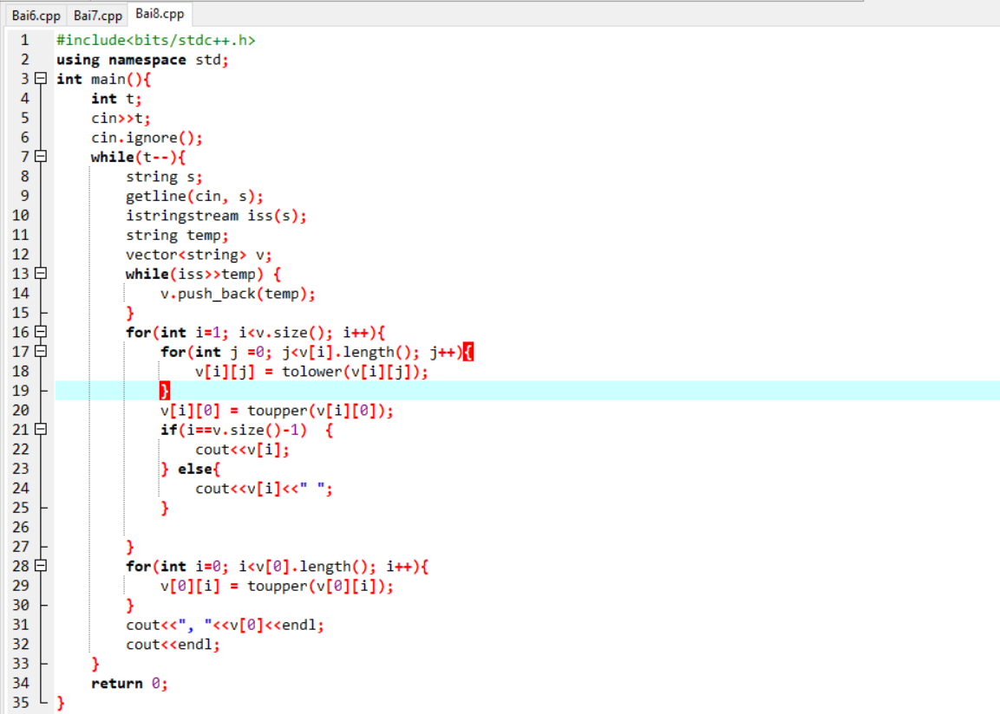 Bai6.cpp Bai7.cpp Bai8.cpp
1 #include<bits/stdc++.h>
2 using namespace std;
3 int main(){
4     int t;
5     cin>>t;
6     cin.ignore();
7     while(t--){
8         string s;
9         getline(cin, s);
10         istringstream iss(s);
11         string temp;
12         vector<string> v;
13         while(iss>>temp) {
14             v.push_back(temp);
15         }
16         for(int i=1; i<v.size(); i++){
17             for(int j =0; j<v[i].length(); j++){
18                 v[i][j] = tolower(v[i][j]);
19             }
20             v[i][0] = toupper(v[i][0]);
21             if(i==v.size()-1)  {
22                 cout<<v[i];
23             } else{
24                 cout<<v[i]<<" ";
25             }
26
27         }
28         for(int i=0; i<v[0].length(); i++){
29             v[0][i] = toupper(v[0][i]);
30         }
31         cout<<", "<<v[0]<<endl;
32         cout<<endl;
33     }
34     return 0;
35 }